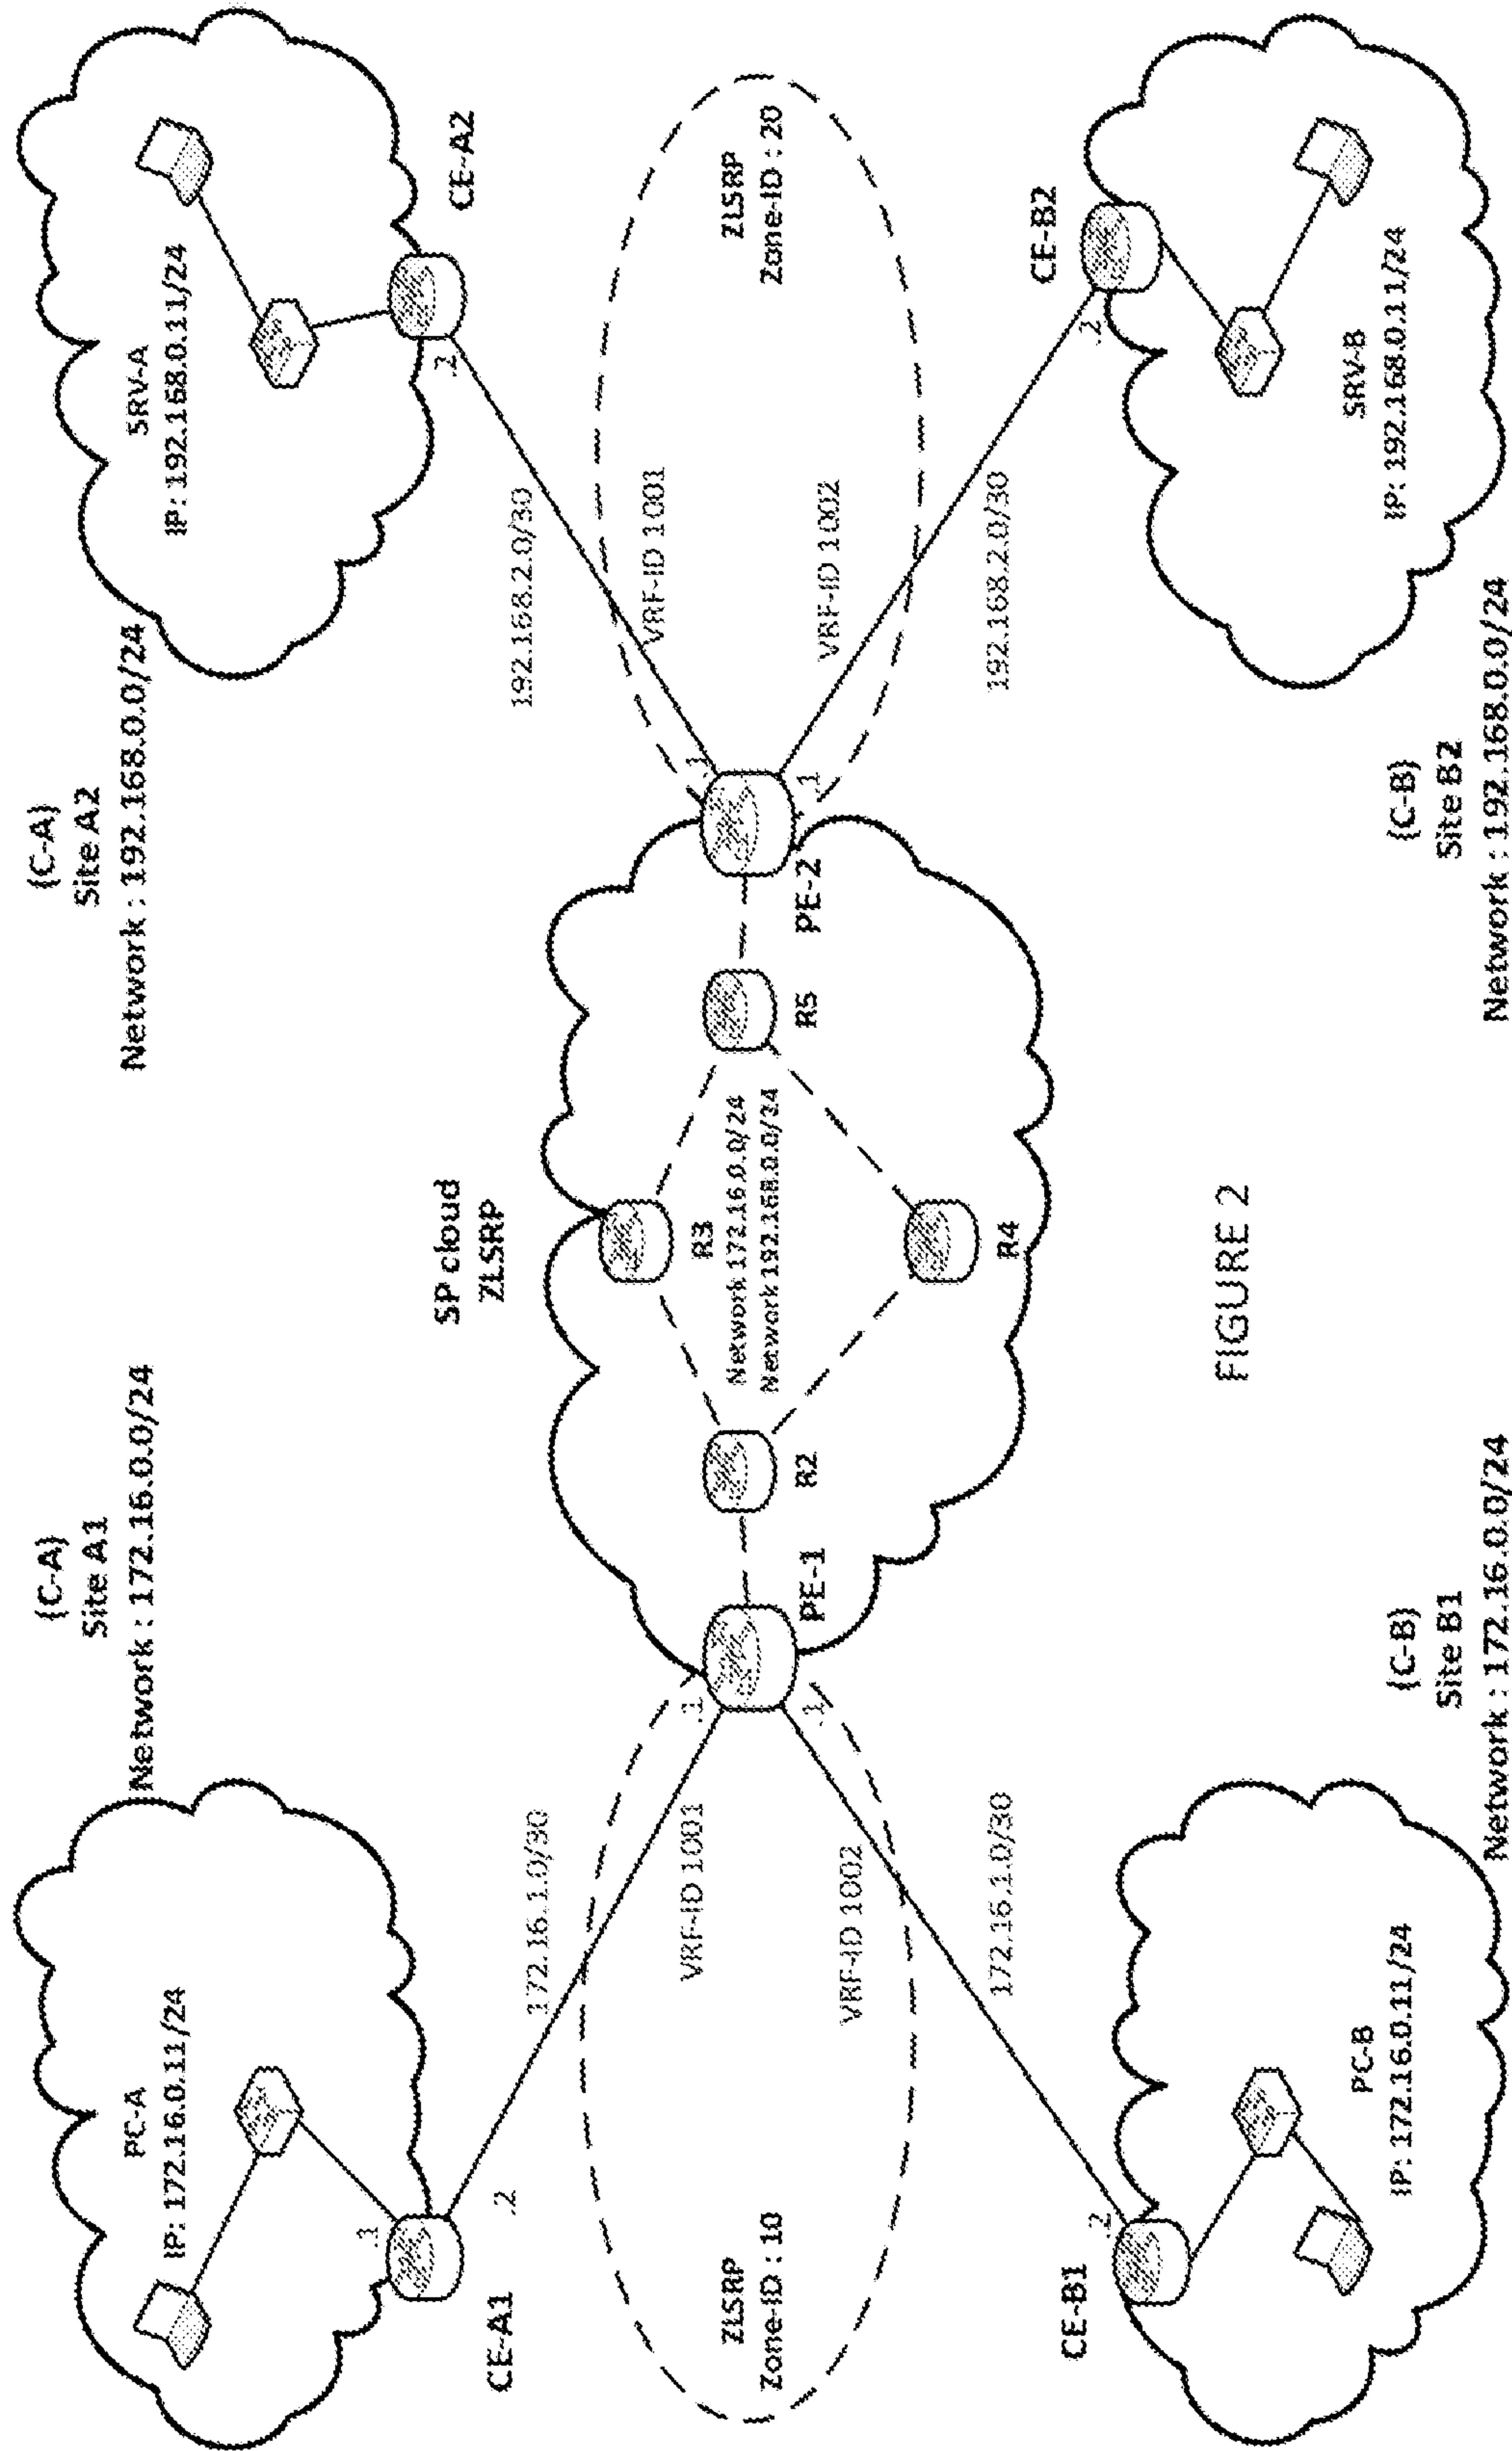 {C-A}
Site A1
Network : 172.16.0.0/24
PC-A
IP: 172.16.0.11/24
.1
CE-A1
.2
172.16.1.0/30
.1
VRF-ID 1001
ZLSRP
Zone-ID : 10
VRF-ID 1002
.1
172.16.1.0/30
.2
CE-B1
PC-B
IP: 172.16.0.11/24
{C-B}
Site B1
Network : 172.16.0.0/24
SP cloud
ZLSRP
PE-1
R2
R3
Network 172.16.0.0/24
Network 192.168.0.0/24
R4
R5
PE-2
{C-A}
Site A2
Network : 192.168.0.0/24
SRV-A
IP: 192.168.0.11/24
CE-A2
.2
192.168.2.0/30
.1
VRF-ID 1001
ZLSRP
Zone-ID : 20
VRF-ID 1002
.1
192.168.2.0/30
.2
CE-B2
SRV-B
IP: 192.168.0.11/24
{C-B}
Site B2
Network : 192.168.0.0/24
FIGURE 2